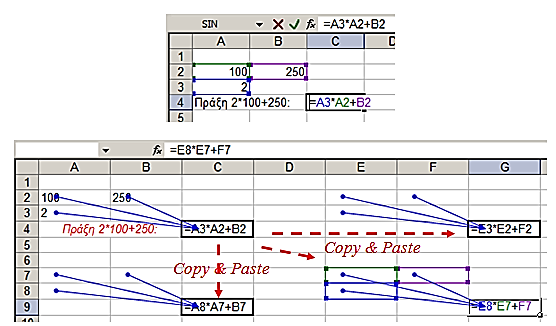 SIN =A3*A2+B2
A B C D
1
2 100 250
3 2
4 Πράξη 2*100+250: =A3*A2+B2
5
fx =E8*E7+F7
A B C D E F G
1
2 100 250
3 2
4 Πράξη 2*100+250: =A3*A2+B2 =E3*E2+F2
5 Copy & Paste
6
7 Copy & Paste
8
9 =A8*A7+B7 =E8*E7+F7
10